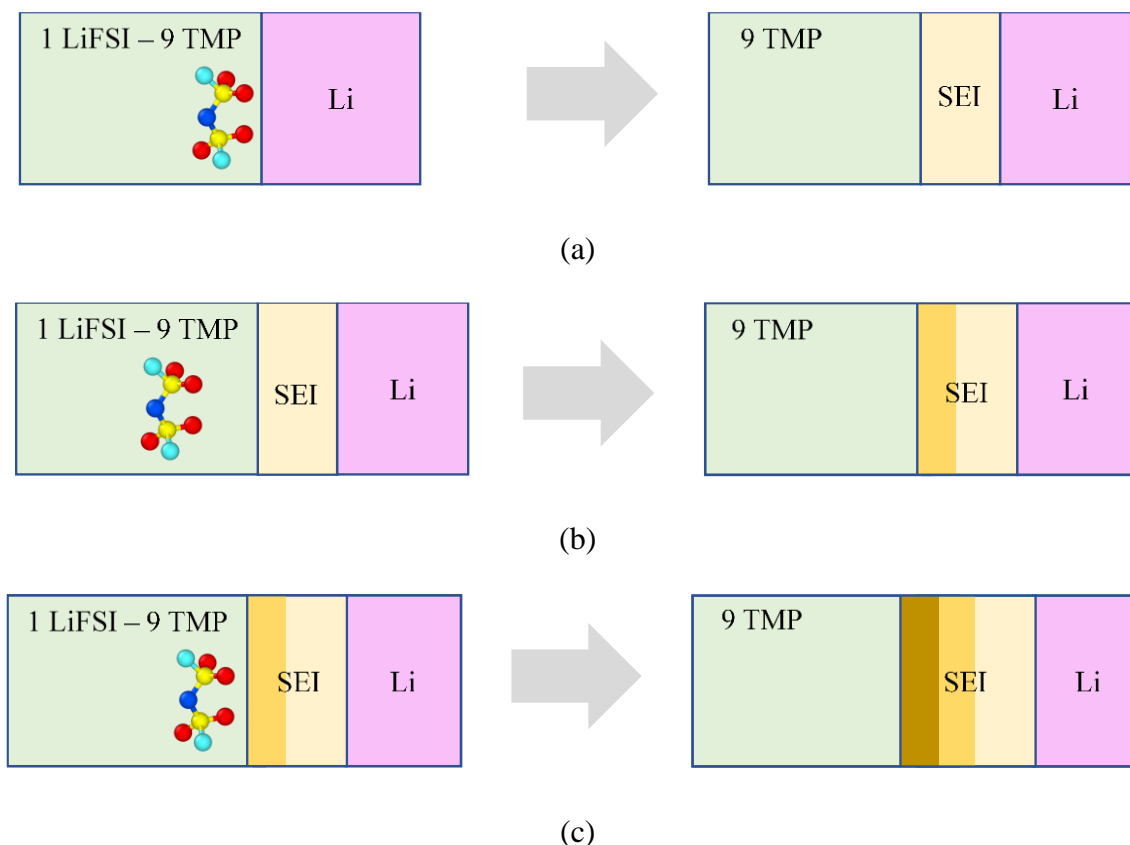 1 LiFSI – 9 TMP
Li
9 TMP
SEI
Li
(a)
1 LiFSI – 9 TMP
SEI
Li
9 TMP
SEI
Li
(b)
1 LiFSI – 9 TMP
SEI
Li
9 TMP
SEI
Li
(c)